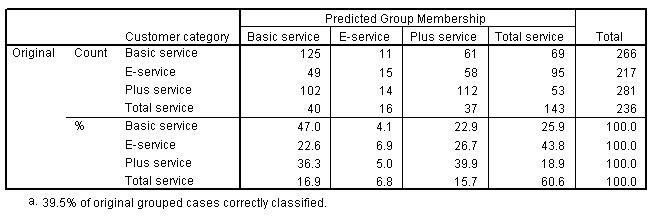 Predicted Group Membership
Customer category Basic service E-service Plus service Total service Total
Original Count Basic service 125 11 61 69 266
E-service 49 15 58 95 217
Plus service 102 14 112 53 281
Total service 40 16 37 143 236
% Basic service 47.0 4.1 22.9 25.9 100.0
E-service 22.6 6.9 26.7 43.8 100.0
Plus service 36.3 5.0 39.9 18.9 100.0
Total service 16.9 6.8 15.7 60.6 100.0
a. 39.5% of original grouped cases correctly classified.